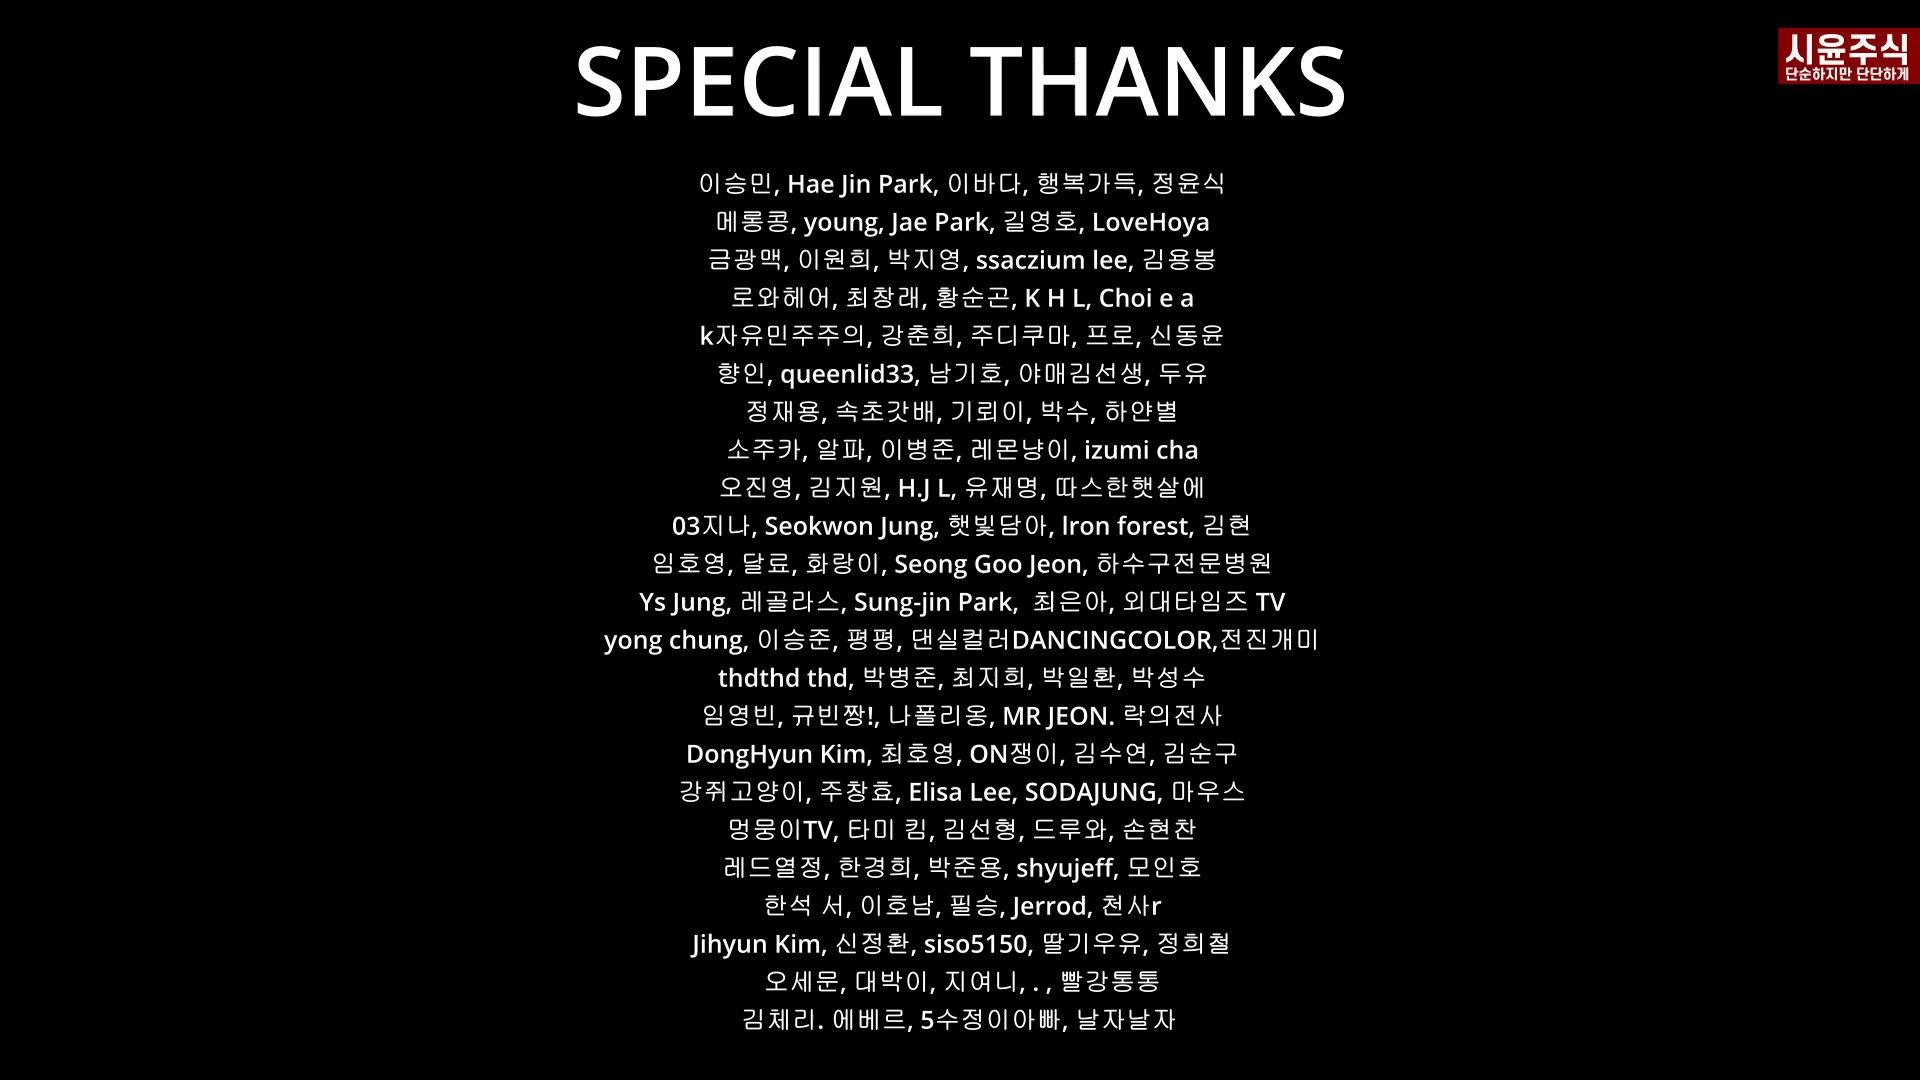 SPECIAL THANKS
시윤주식
단순하지만 단단하게
이승민, Hae Jin Park, 이바다, 행복가득, 정윤식
메롱콩, young, Jae Park, 길영호, LoveHoya
금광맥, 이원희, 박지영, ssaczium lee, 김용봉
로와헤어, 최창래, 황순곤, K H L, Choi e a
k자유민주주의, 강춘희, 주디쿠마, 프로, 신동윤
향인, queenlid33, 남기호, 야매김선생, 두유
정재용, 속초갓배, 기뢰이, 박수, 하얀별
소주카, 알파, 이병준, 레몬냥이, izumi cha
오진영, 김지원, H.J L, 유재명, 따스한햇살에
03지나, Seokwon Jung, 햇빛담아, lron forest, 김현
임호영, 달료, 화랑이, Seong Goo Jeon, 하수구전문병원
Ys Jung, 레골라스, Sung-jin Park,  최은아, 외대타임즈 TV
yong chung, 이승준, 평평, 댄실컬러DANCINGCOLOR,전진개미
thdthd thd, 박병준, 최지희, 박일환, 박성수
임영빈, 규빈짱!, 나폴리옹, MR JEON. 락의전사
DongHyun Kim, 최호영, ON쟁이, 김수연, 김순구
강쥐고양이, 주창효, Elisa Lee, SODAJUNG, 마우스
멍뭉이TV, 타미 킴, 김선형, 드루와, 손현찬
레드열정, 한경희, 박준용, shyujeff, 모인호
한석 서, 이호남, 필승, Jerrod, 천사r
Jihyun Kim, 신정환, siso5150, 딸기우유, 정희철
오세문, 대박이, 지여니, . , 빨강통통
김체리. 에베르, 5수정이아빠, 날자날자